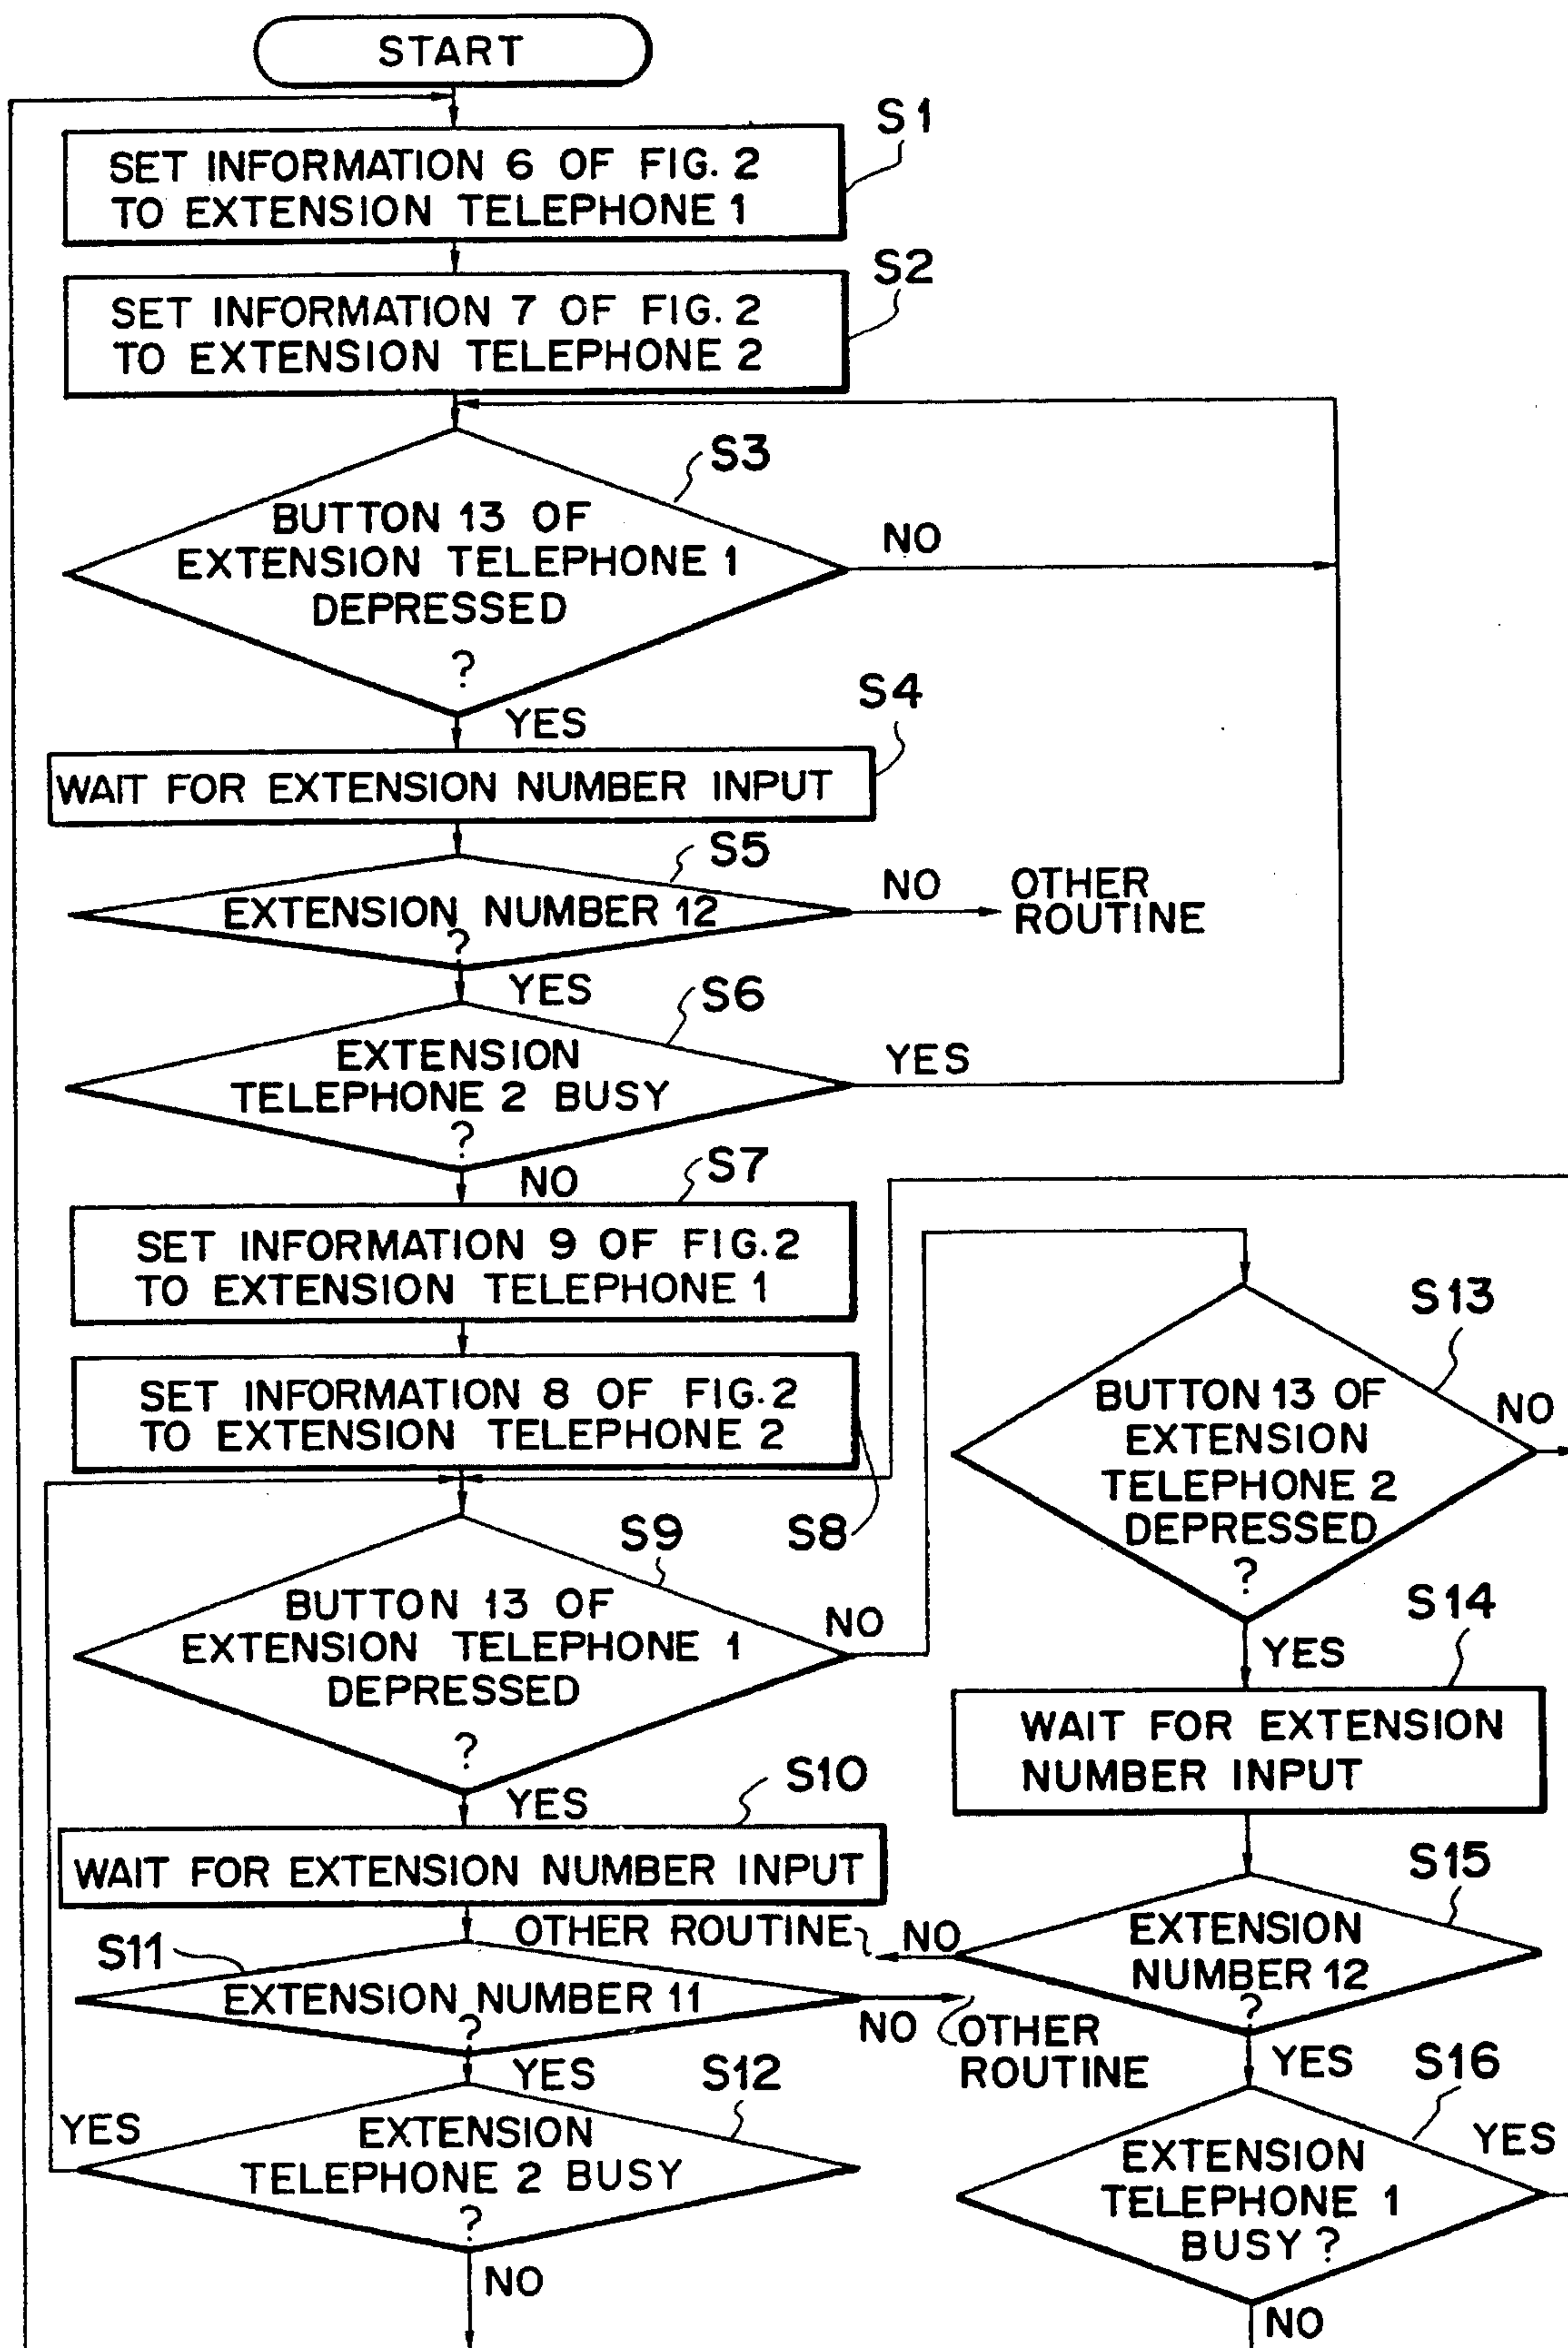 START
S1
SET INFORMATION 6 OF FIG. 2
TO EXTENSION TELEPHONE 1
S2
SET INFORMATION 7 OF FIG. 2
TO EXTENSION TELEPHONE 2
S3
BUTTON 13 OF
EXTENSION TELEPHONE 1
DEPRESSED
?
NO
YES
S4
WAIT FOR EXTENSION NUMBER INPUT
S5
EXTENSION NUMBER 12
?
NO
OTHER
ROUTINE
YES
S6
EXTENSION
TELEPHONE 2 BUSY
?
YES
NO
S7
SET INFORMATION 9 OF FIG.2
TO EXTENSION TELEPHONE 1
SET INFORMATION 8 OF FIG.2
TO EXTENSION TELEPHONE 2
S8
S9
BUTTON 13 OF
EXTENSION TELEPHONE 1
DEPRESSED
?
NO
YES
S10
WAIT FOR EXTENSION NUMBER INPUT
S11
EXTENSION NUMBER 11
?
NO
OTHER
ROUTINE
YES
S12
EXTENSION
TELEPHONE 2 BUSY
?
YES
NO
S13
BUTTON 13 OF
EXTENSION
TELEPHONE 2
DEPRESSED
?
NO
YES
S14
WAIT FOR EXTENSION
NUMBER INPUT
S15
EXTENSION
NUMBER 12
?
NO
OTHER ROUTINE
YES
S16
EXTENSION
TELEPHONE 1
BUSY ?
YES
NO